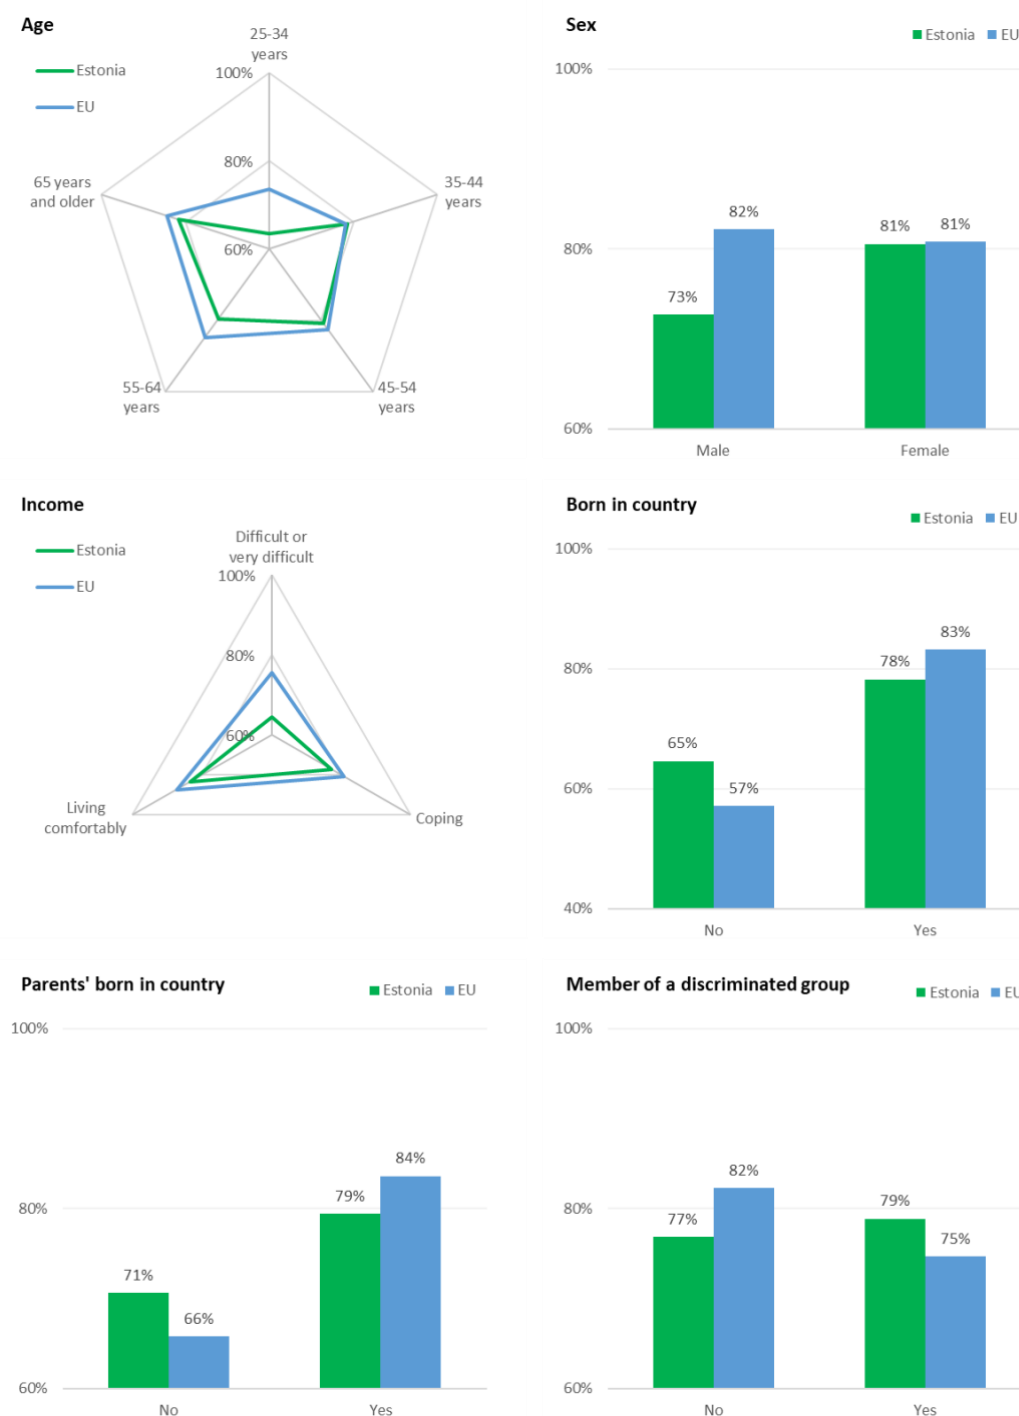 Age
Estonia
EU
25-34
years
100%
80%
60%
65 years
and older
35-44
years
55-64
years
45-54
years
Sex
Estonia
EU
100%
80%
60%
73%
82%
81%
81%
Male
Female
Income
Estonia
EU
Difficult or
very difficult
100%
80%
60%
Living
comfortably
Coping
Born in country
Estonia
EU
100%
80%
60%
40%
65%
57%
78%
83%
No
Yes
Parents' born in country
Estonia
EU
100%
80%
60%
71%
66%
79%
84%
No
Yes
Member of a discriminated group
Estonia
EU
100%
80%
60%
77%
82%
79%
75%
No
Yes